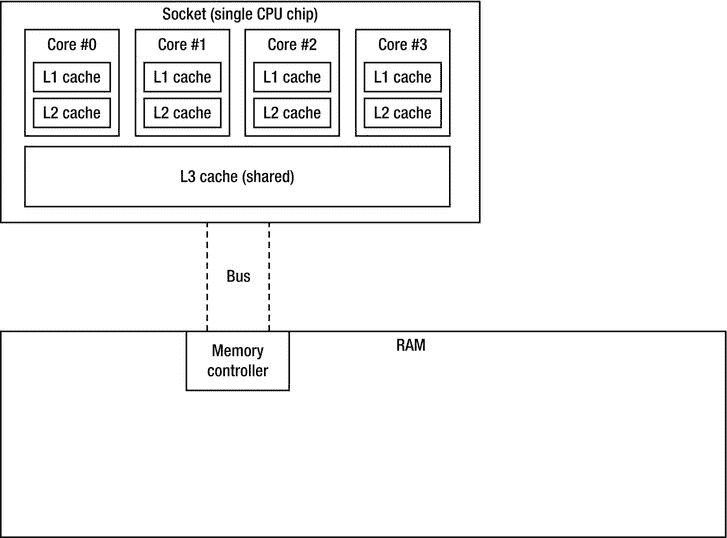 Socket (single CPU chip)
Core #0
Core #1
Core #2
Core #3
L1 cache
L1 cache
L1 cache
L1 cache
L2 cache
L2 cache
L2 cache
L2 cache
L3 cache (shared)
Bus
Memory
controller
RAM